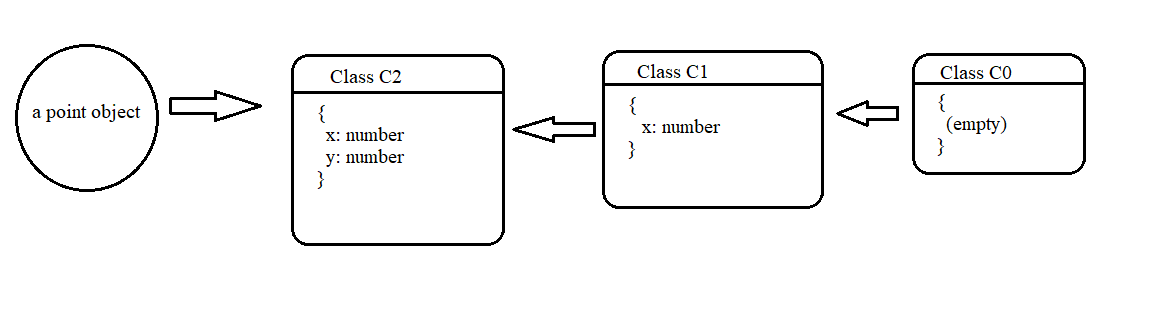 a point object
Class C2
{
x: number
y: number
}
Class C1
{
x: number
}
Class C0
{
(empty)
}